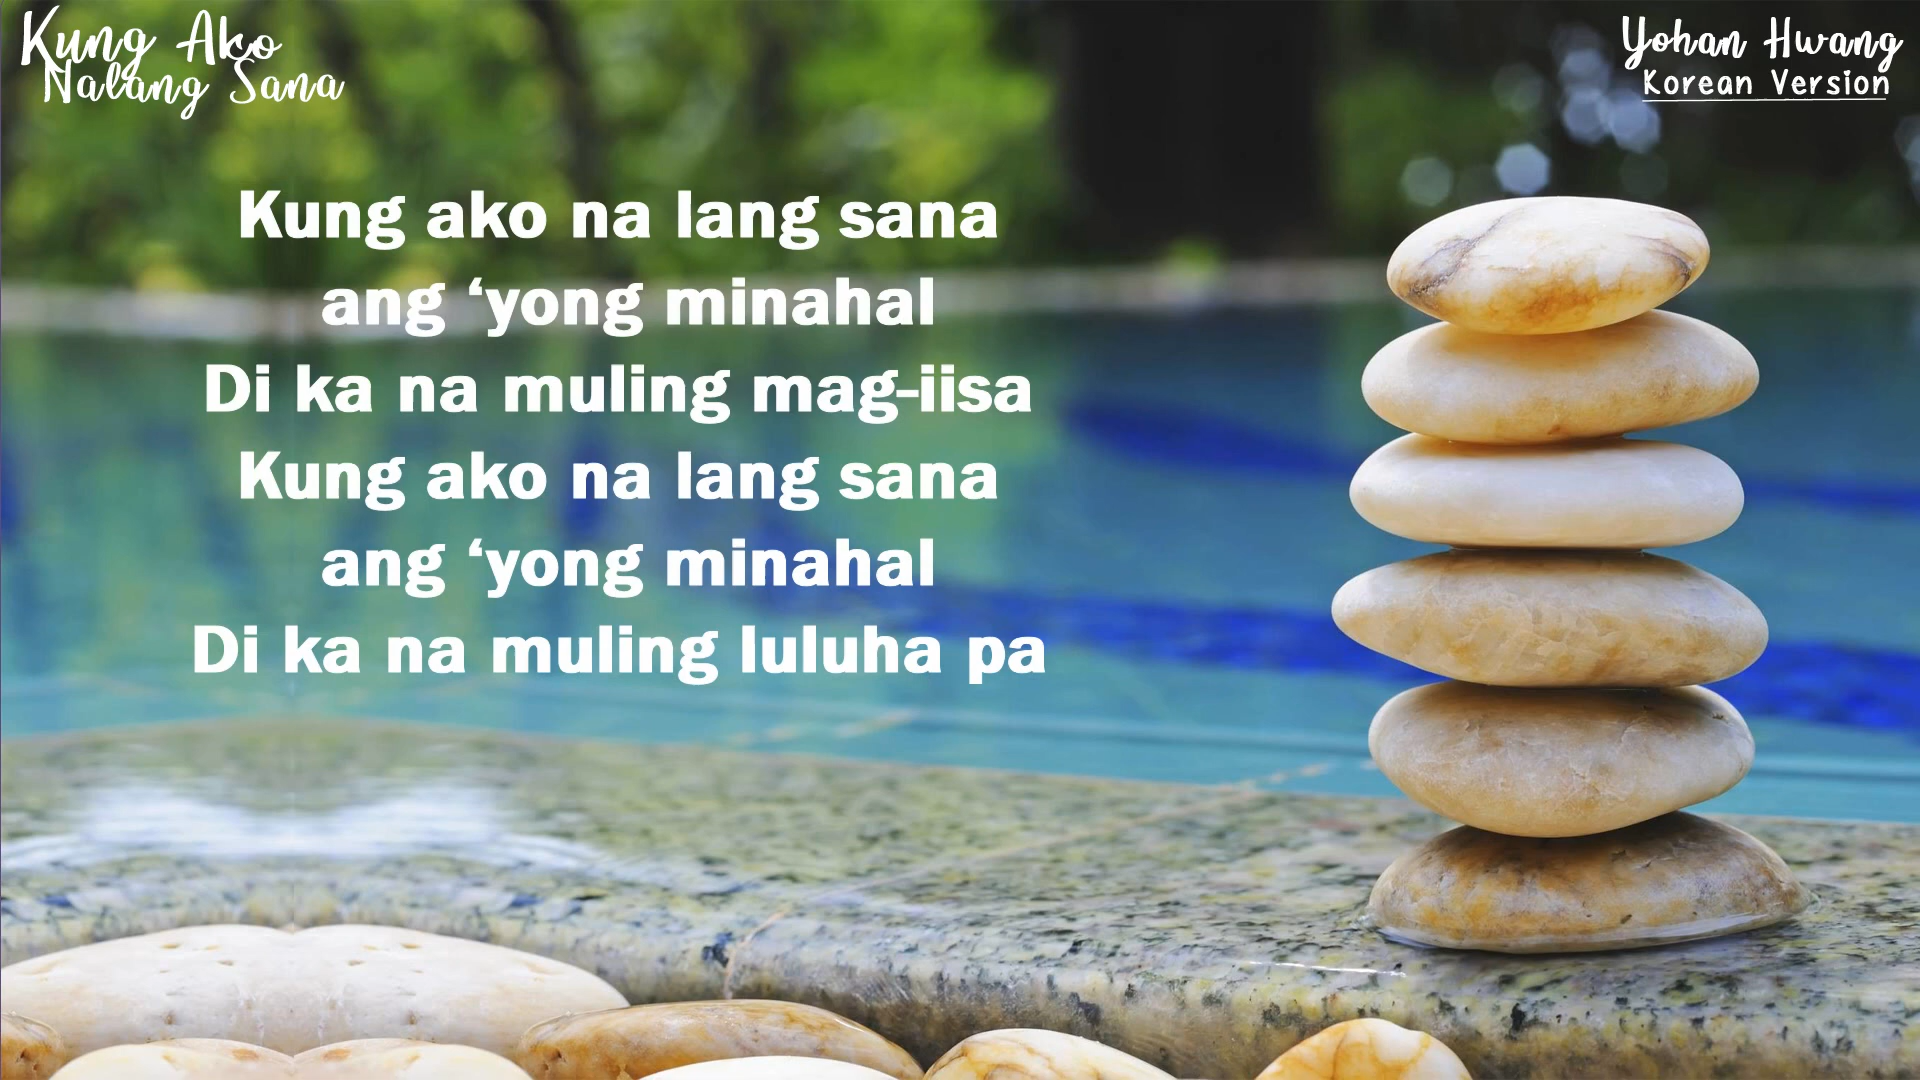 Kung Ako
Nalang Sana
Yohan Hwang
Korean Version
Kung ako na lang sana
ang ‘yong minahal
Di ka na muling mag-iisa
Kung ako na lang sana
ang ‘yong minahal
Di ka na muling luluha pa